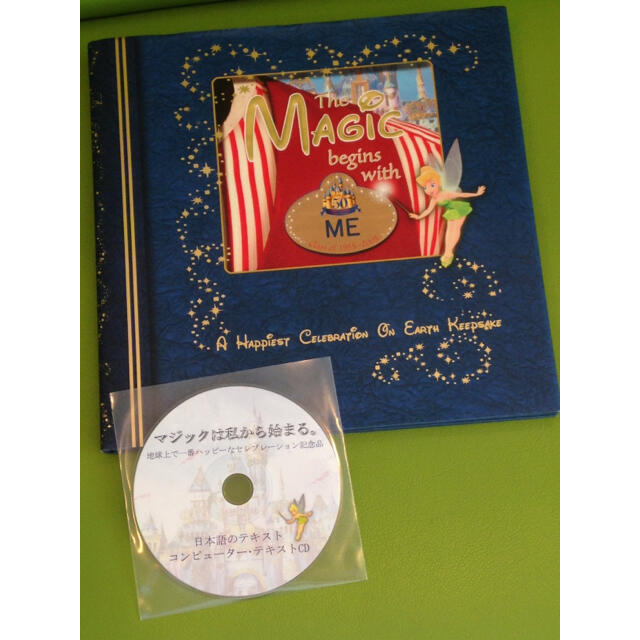 The
MAGIC
begins
with
50
ME
A Happiest Celebration On Earth Keepsake
マジックは私から始まる。
地球上で一番ハッピーなセレブレーション記念品
日本語のテキスト
コンピューター・テキストCD